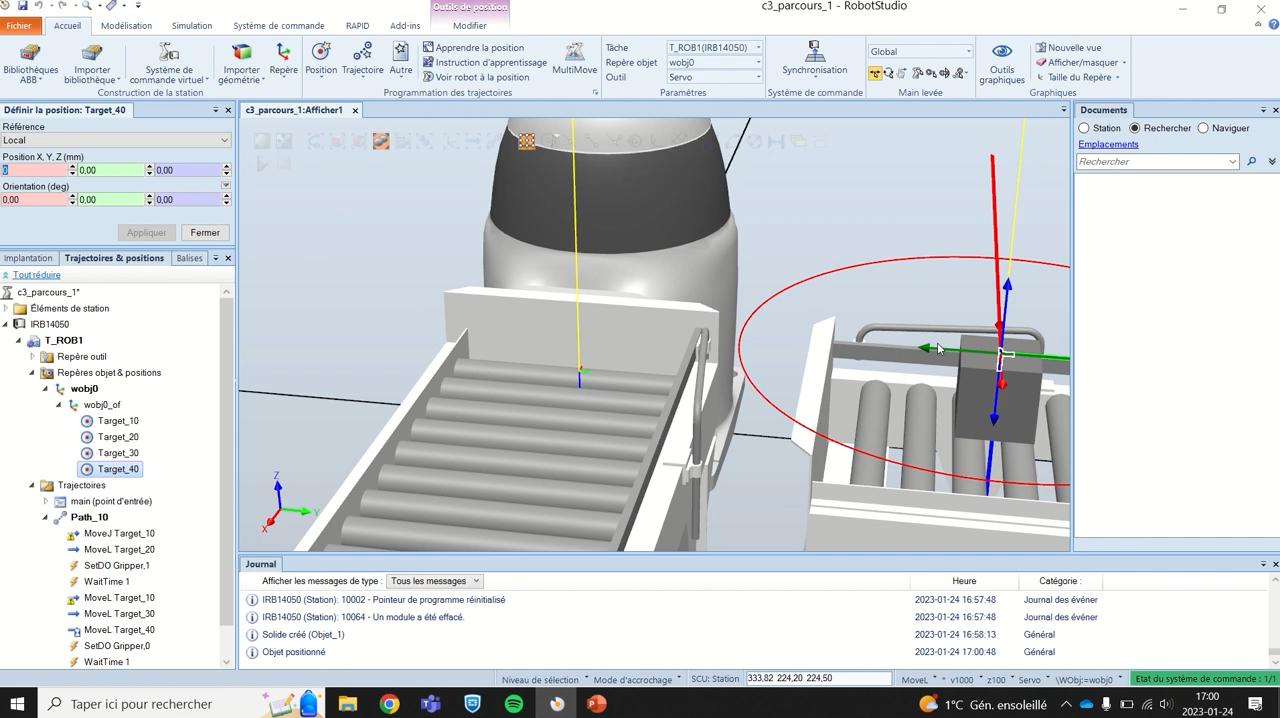 Outils de position
c3_parcours_1 - RobotStudio
Fichier
Accueil
Modélisation
Simulation
Système de commande
RAPID
Add-ins
Modifier
Bibliothèques ABB
Importer bibliothèque
Système de commande virtuel
Importer géométrie
Repère
Position
Trajectoire
Autre
Apprendre la position
Instruction d'apprentissage
Voir robot à la position
MultiMove
Tâche
T_ROB1(IRB14050)
Repère objet
wobj0
Outil
Servo
Synchronisation
Global
Outils graphiques
Nouvelle vue
Afficher/masquer
Taille du Repère
Construction de la station
Programmation des trajectoires
Paramètres
Système de commande
Main levée
Graphiques
Définir la position: Target_40
Référence
Local
Position X, Y, Z (mm)
0
0,00
0,00
Orientation (deg)
0.00
0,00
0.00
Appliquer
Fermer
Implantation
Trajectoires & positions
Balises
Tout réduire
c3_parcours_1*
Éléments de station
IRB14050
T_ROB1
Repère outil
Repères objet & positions
wobj0
wobj0_of
Target_10
Target_20
Target_30
Target_40
Trajectoires
main (point d'entrée)
Path_10
MoveJ Target_10
MoveL Target_20
SetDO Gripper,1
WaitTime 1
MoveL Target_10
MoveL Target_30
MoveL Target_40
SetDO Gripper,0
WaitTime 1
c3_parcours_1:Afficher1
Z
Y
X
Documents
Station
Rechercher
Naviguer
Emplacements
Rechercher
Journal
Afficher les messages de type :
Tous les messages
Heure
Catégorie :
IRB14050 (Station): 10002 - Pointeur de programme réinitialisé
2023-01-24 16:57:48
Journal des événer
IRB14050 (Station): 10064 - Un module a été effacé.
2023-01-24 16:57:48
Journal des événer
Solide créé (Objet_1)
2023-01-24 16:58:13
Général
Objet positionné
2023-01-24 17:00:48
Général
Niveau de sélection
Mode d'accrochage
SCU: Station
333,82 224,20 224,50
MoveL
* v1000
z100
Servo
\WObj:=wobj0
Etat du système de commande : 1/1
Taper ici pour rechercher
1°C Gén. ensoleillé
17:00
2023-01-24